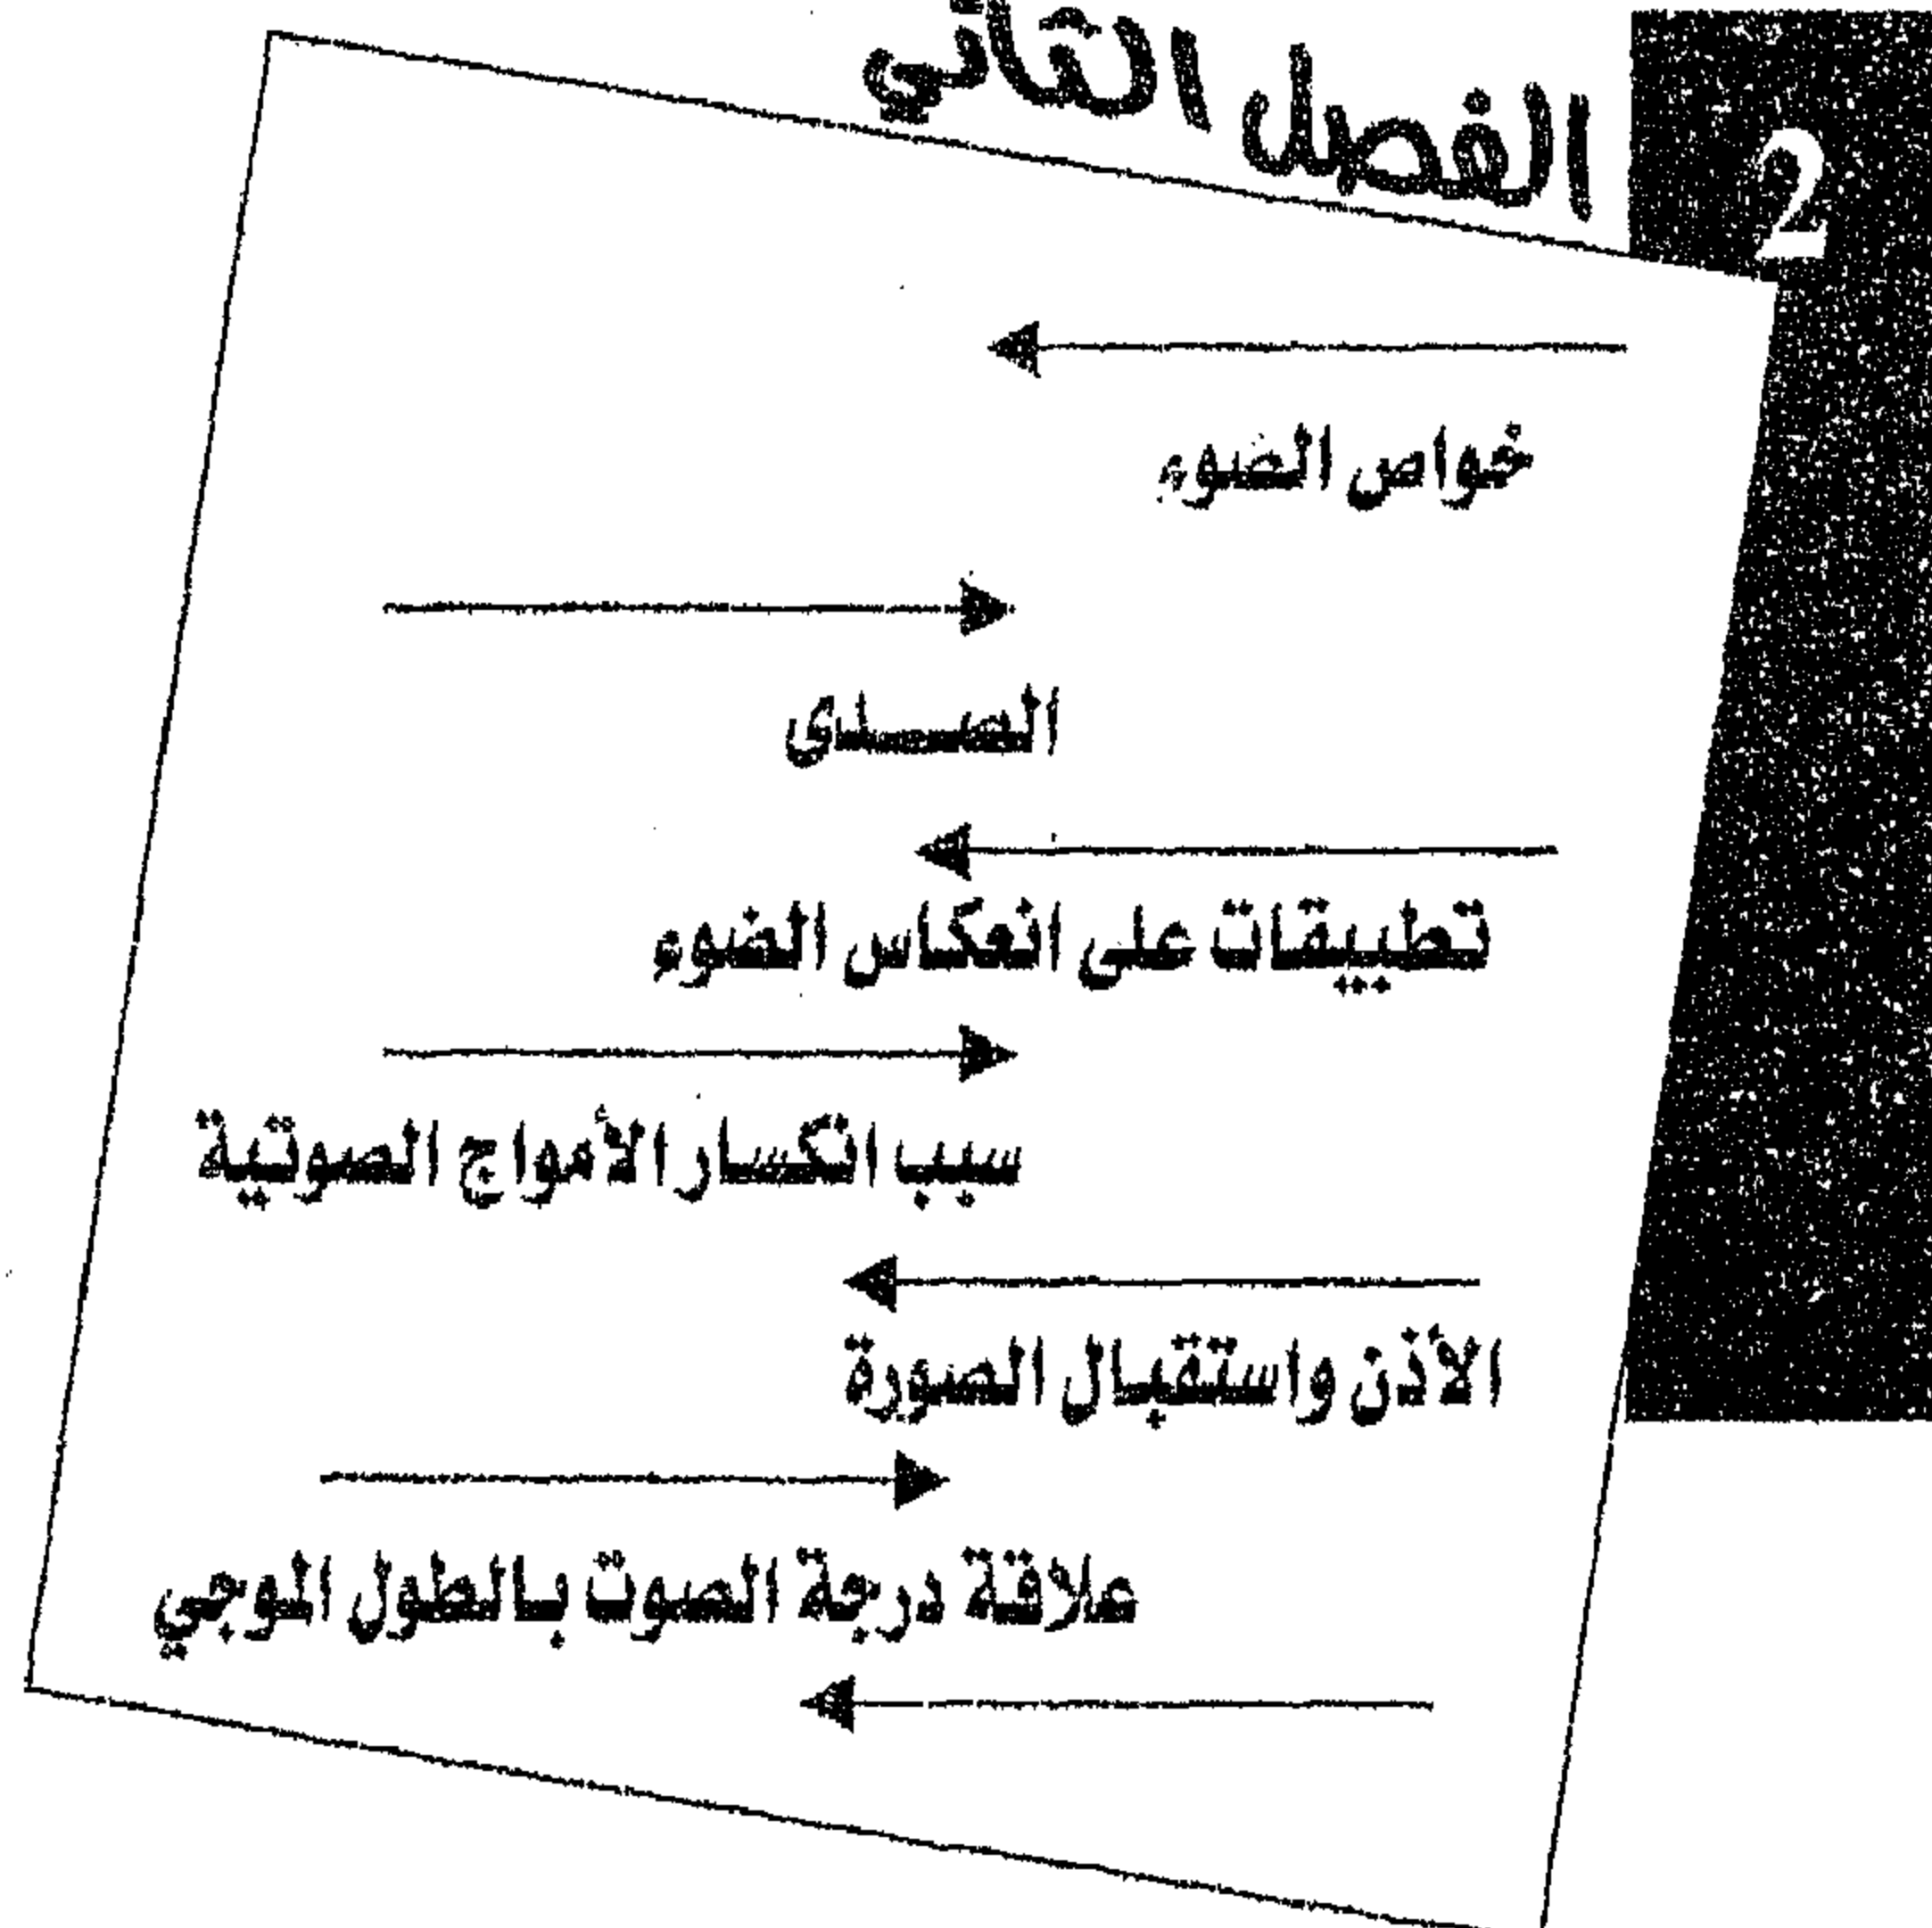 2
الفصل الثاني
خواص الضوء
الصدى
تطبيقات على انعكاس الضوء
سبب انكسار الأمواج الصوتية
الأذن واستقبال الصورة
علاقة درجة الصوت بالطول الموجي